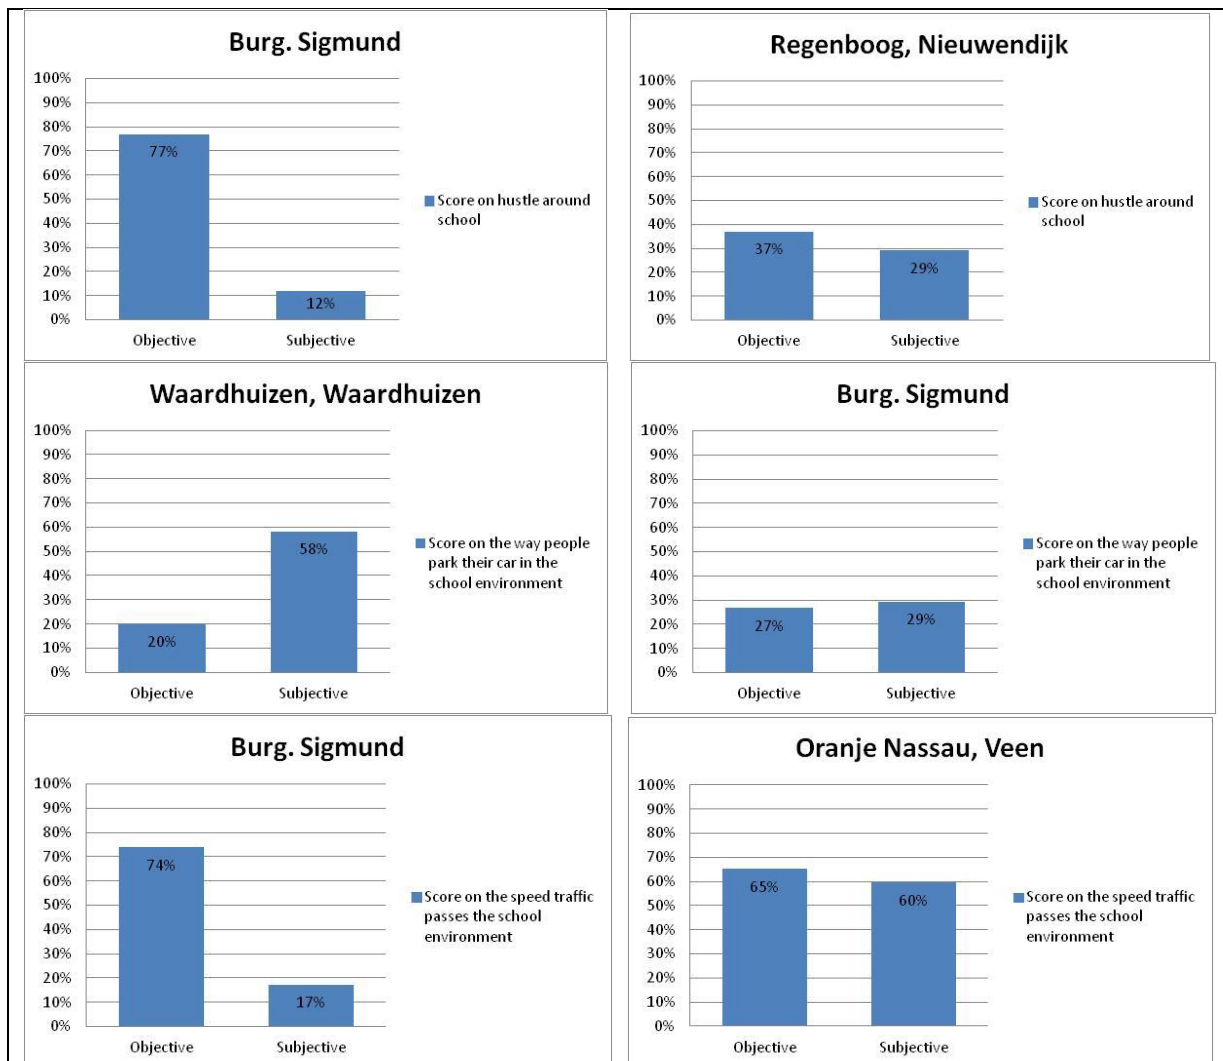 Burg. Sigmund
100%
90%
80%
70%
60%
50%
40%
30%
20%
10%
0%
77%
12%
Objective
Subjective
Score on hustle around
school
Regenboog, Nieuwendijk
100%
90%
80%
70%
60%
50%
40%
30%
20%
10%
0%
37%
29%
Objective
Subjective
Score on hustle around
school
Waardhuizen, Waardhuizen
100%
90%
80%
70%
60%
50%
40%
30%
20%
10%
0%
20%
58%
Objective
Subjective
Score on the way people
park their car in the
school environment
Burg. Sigmund
100%
90%
80%
70%
60%
50%
40%
30%
20%
10%
0%
27%
29%
Objective
Subjective
Score on the way people
park their car in the
school environment
Burg. Sigmund
100%
90%
80%
70%
60%
50%
40%
30%
20%
10%
0%
74%
17%
Objective
Subjective
Score on the speed traffic
passes the school
environment
Oranje Nassau, Veen
100%
90%
80%
70%
60%
50%
40%
30%
20%
10%
0%
65%
60%
Objective
Subjective
Score on the speed traffic
passes the school
environment